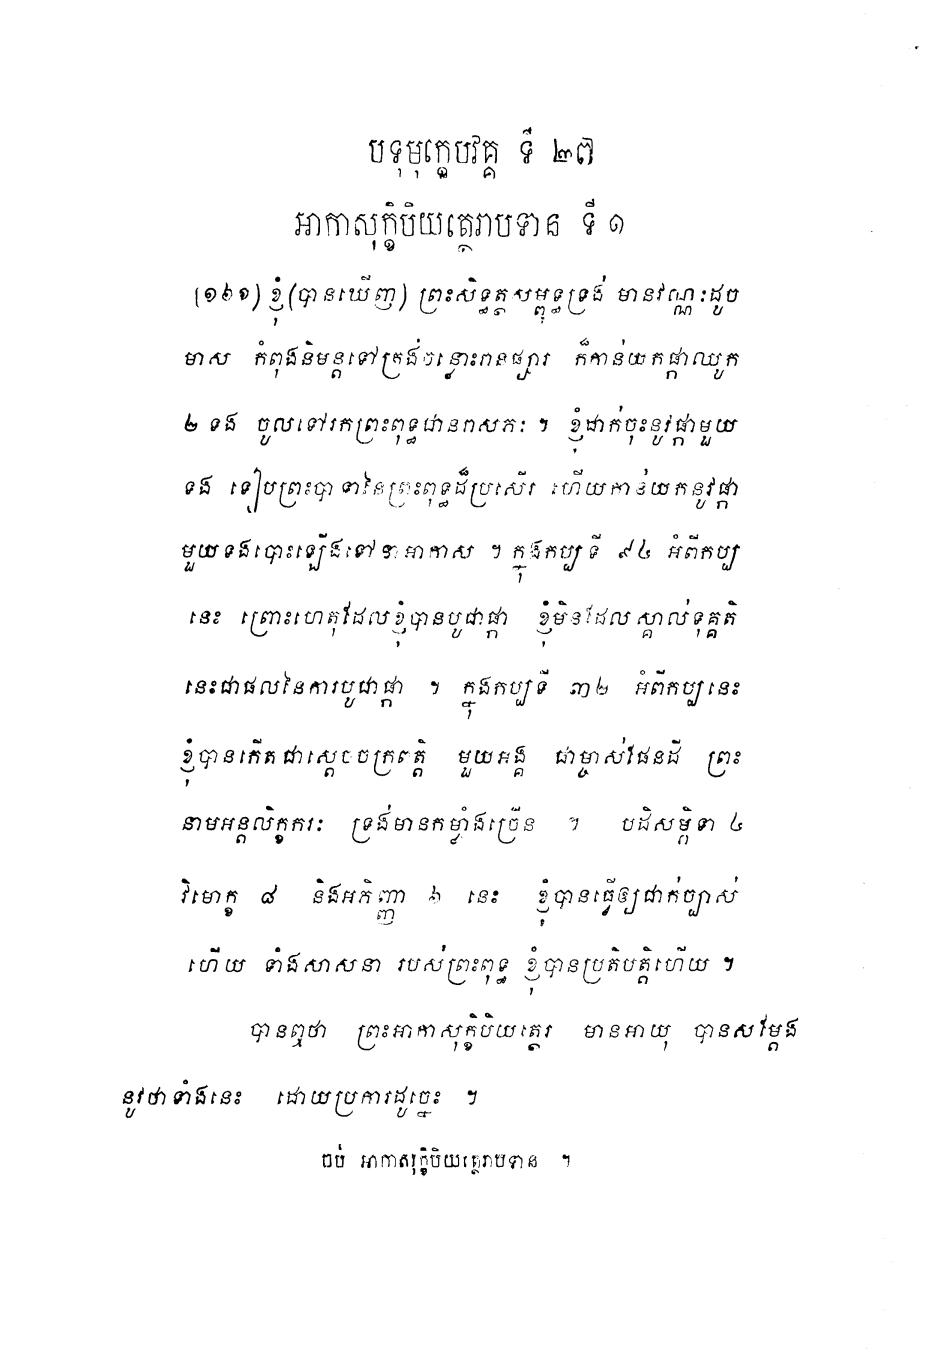 បទុមុក្ខេបវគ្គ ទី ២៧
អាកាសុក្ខិបិយត្ថេរាបទាន ទី ១
(១៦១) ខ្ញុំ (បានឃើញ) ព្រះសិទ្ធត្ថសម្ពុទ្ធទ្រង់ មានវណ្ណៈដូច
មាស កំពុងនិមន្តទៅត្រង់ចន្លោះរានផ្សារ ក៏កាន់យកផ្កាឈូក
២ ទង ចូលទៅរកព្រះពុទ្ធជានរាសភៈ ។ ខ្ញុំដាក់ចុះនូវផ្កាមួយ
ទង ទៀបព្រះបាទានៃព្រះពុទ្ធដ៏ប្រសើរ ហើយកាន់យកនូវផ្កា
មួយទងបោះឡើងទៅនាអាកាស ។ ក្នុងកប្បទី ៩៤ អំពីកប្ប
នេះ ព្រោះហេតុដែលខ្ញុំបានបូជាផ្កា ខ្ញុំមិនដែលស្គាល់ទុគ្គតិ
នេះជាផលនៃការបូជាផ្កា ។ ក្នុងកប្បទី ៣២ អំពីកប្បនេះ
ខ្ញុំបានកើតជាស្តេចចក្រពត្តិ មួយអង្គ ជាម្ចាស់ផែនដី ព្រះ
នាមអន្តលិក្ខករៈ ទ្រង់មានកម្លាំងច្រើន ។ បដិសម្ភិទា ៤
វិមោក្ខ ៨ និងអភិញ្ញា ៦ នេះ ខ្ញុំបានធ្វើឲ្យជាក់ច្បាស់
ហើយ ទាំងសាសនា របស់ព្រះពុទ្ធ ខ្ញុំបានប្រតិបត្តិហើយ ។
បានឮថា ព្រះអាកាសុក្ខិបិយត្ថេរ មានអាយុ បានសម្តែង
នូវថាទាំងនេះ ដោយប្រការដូច្នេះ ។
ចប់ អាកាសុក្ខិបិយត្ថេរាបទាន ។